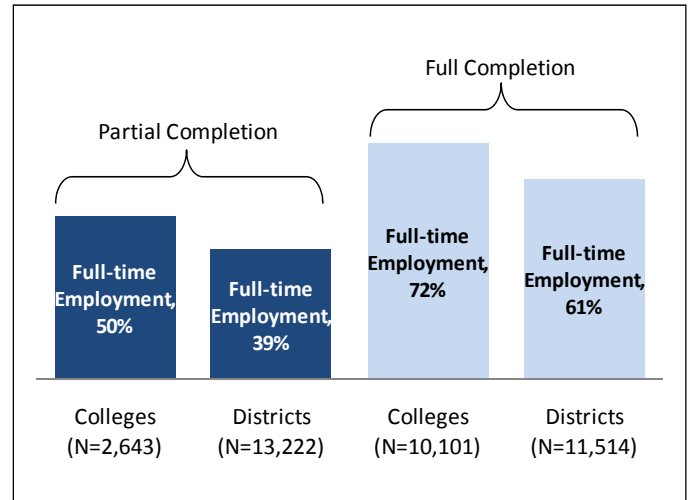 Full Completion
Partial Completion
Full-time
Employment,
50%
Full-time
Employment,
39%
Full-time
Employment,
72%
Full-time
Employment,
61%
Colleges
(N=2,643)
Districts
(N=13,222)
Colleges
(N=10,101)
Districts
(N=11,514)